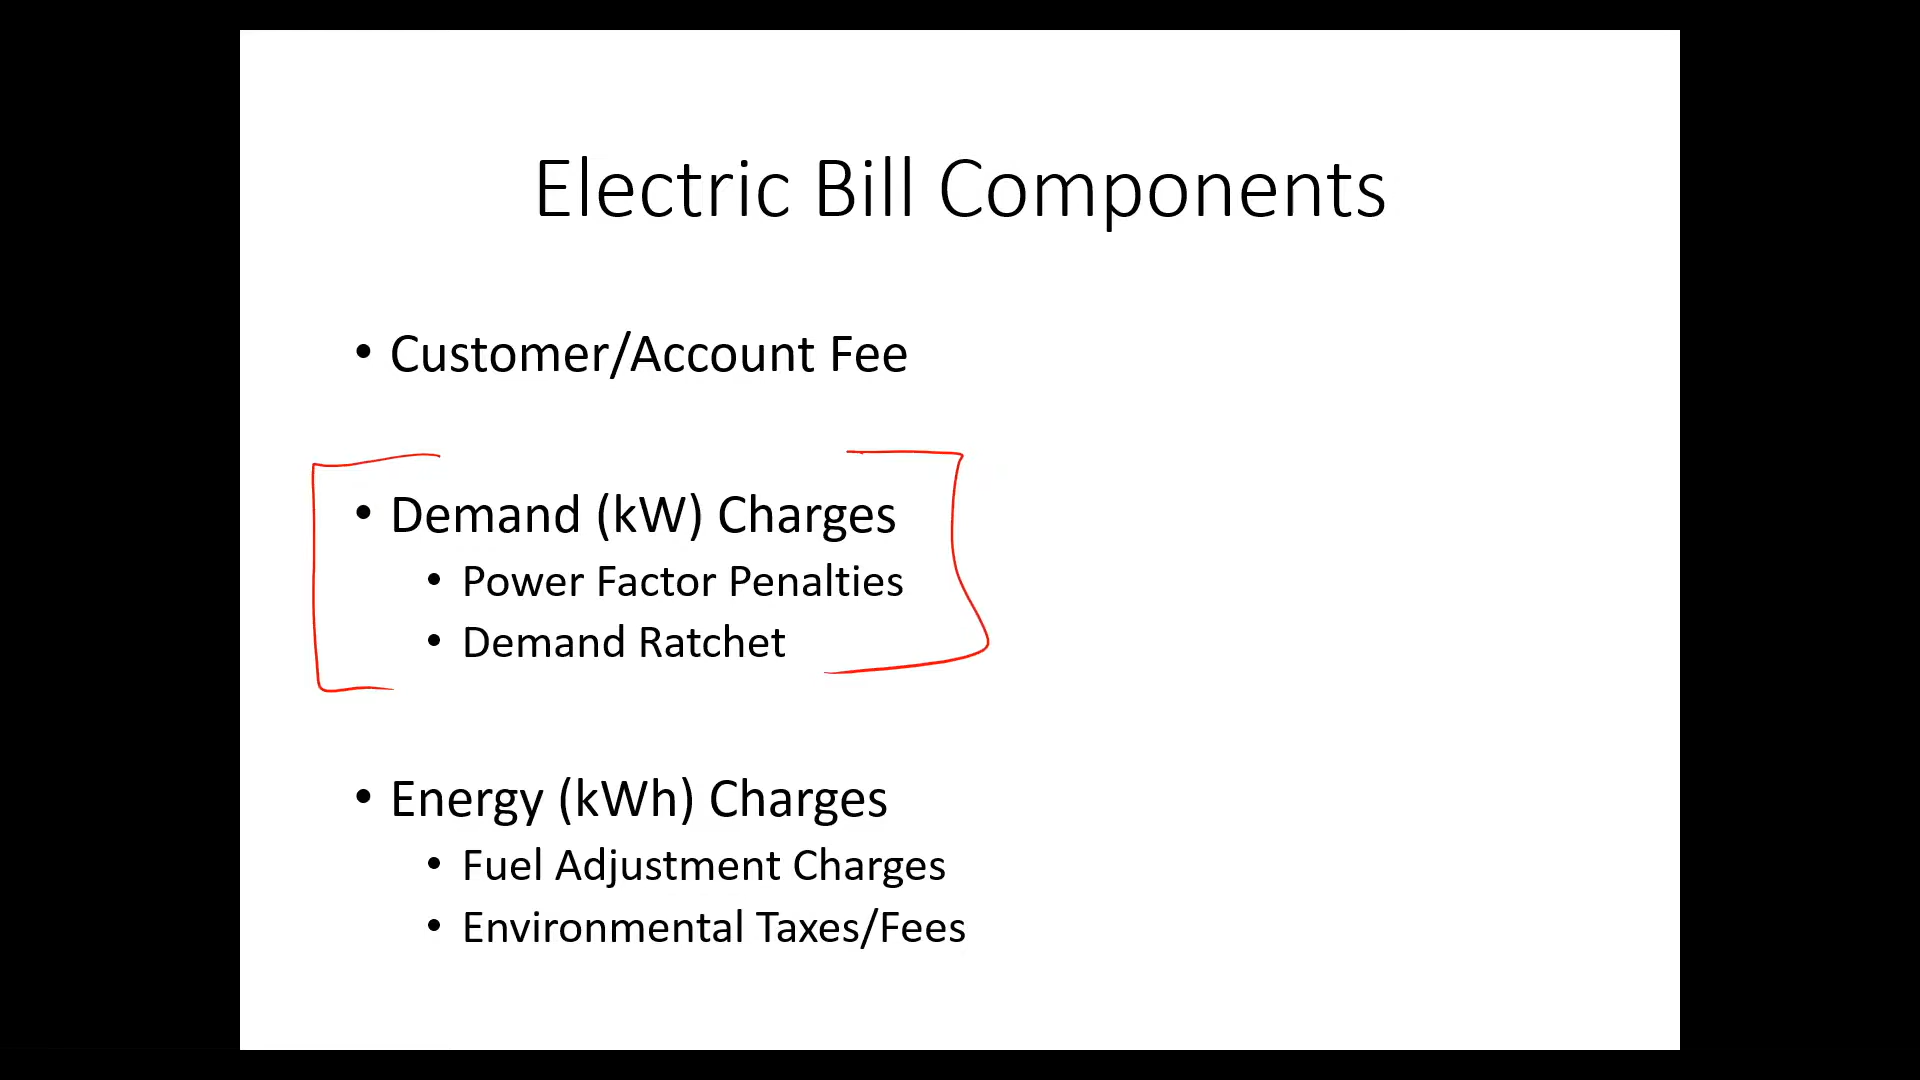 Electric Bill Components
• Customer/Account Fee
• Demand (kW) Charges
• Power Factor Penalties
• Demand Ratchet
• Energy (kWh) Charges
• Fuel Adjustment Charges
• Environmental Taxes/Fees